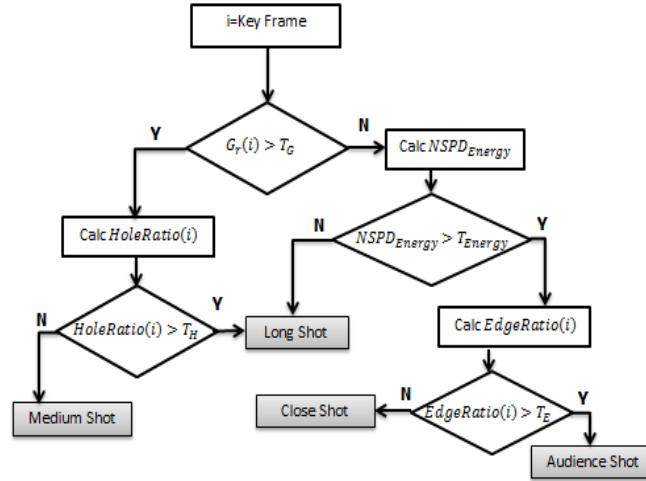 i=Key Frame
Y
N
G_r(i) > T_G
Calc NSPD_Energy
Calc HoleRatio(i)
N
NSPD_Energy > T_Energy
Y
N
HoleRatio(i) > T_H
Y
Long Shot
Calc EdgeRatio(i)
Medium Shot
Close Shot
N
EdgeRatio(i) > T_E
Y
Audience Shot